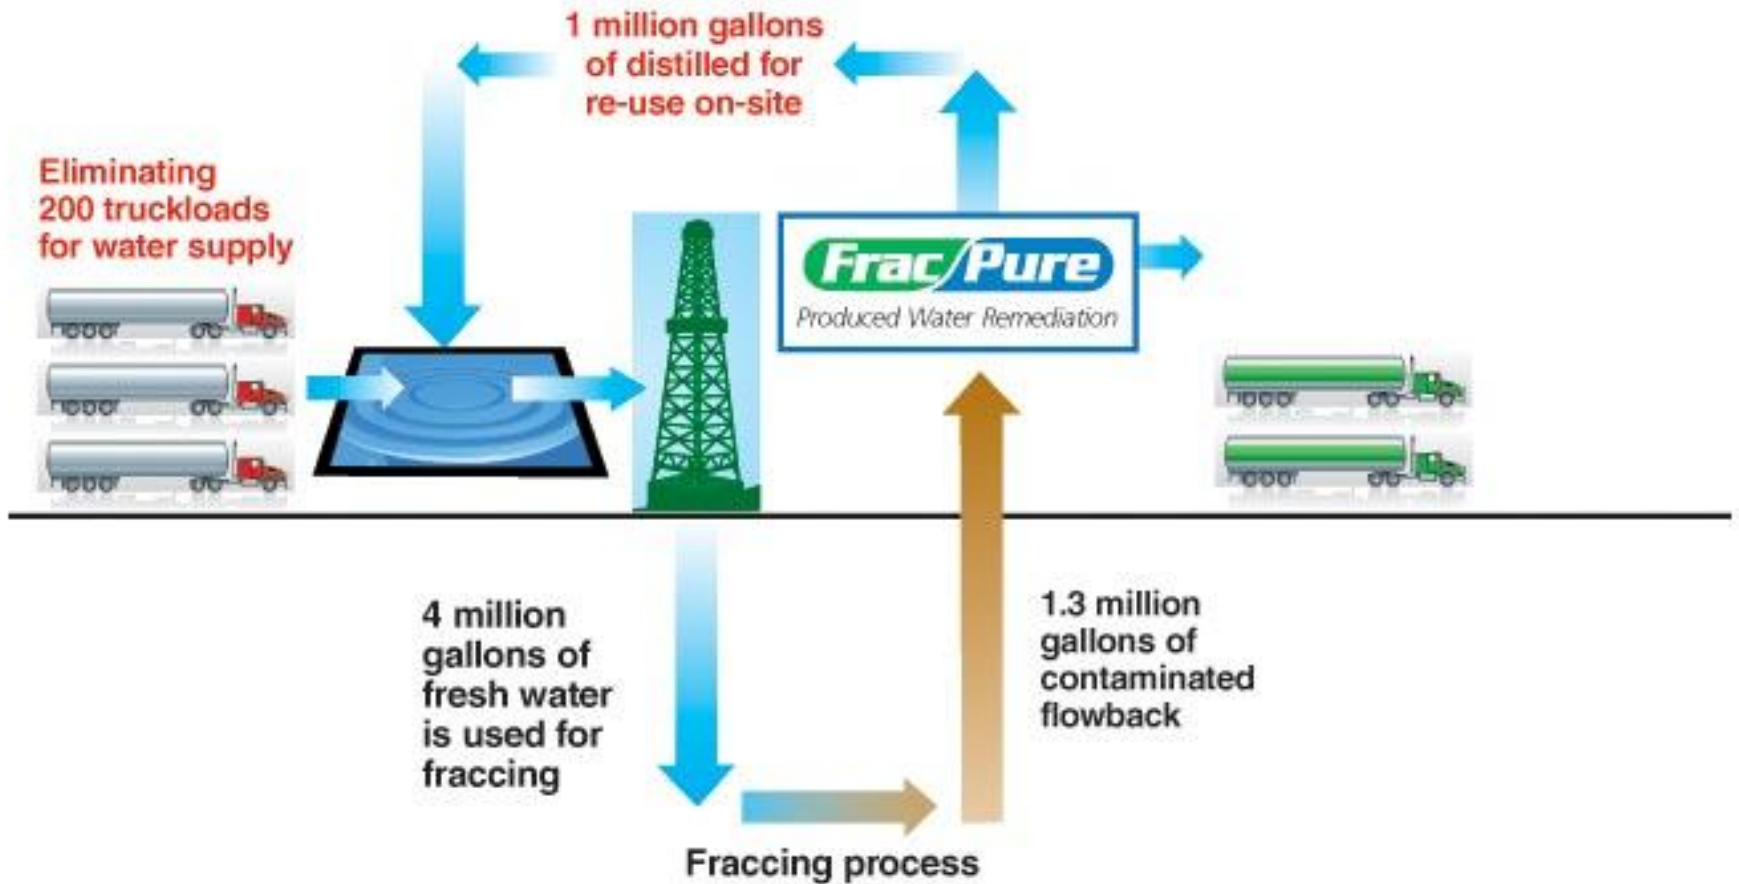 1 million gallons
of distilled for
re-use on-site
Eliminating
200 truckloads
for water supply
Frac/Pure
Produced Water Remediation
4 million
gallons of
fresh water
is used for
fraccing
1.3 million
gallons of
contaminated
flowback
Fraccing process